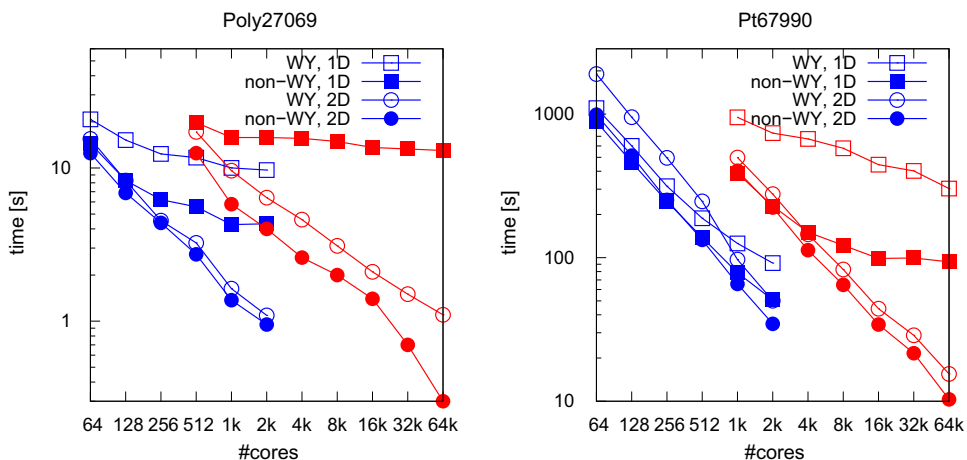 Poly27069
WY, 1D
non-WY, 1D
WY, 2D
non-WY, 2D
10
1
time [s]
64 128 256 512 1k 2k 4k 8k 16k 32k 64k
#cores
Pt67990
WY, 1D
non-WY, 1D
WY, 2D
non-WY, 2D
1000
100
10
time [s]
64 128 256 512 1k 2k 4k 8k 16k 32k 64k
#cores